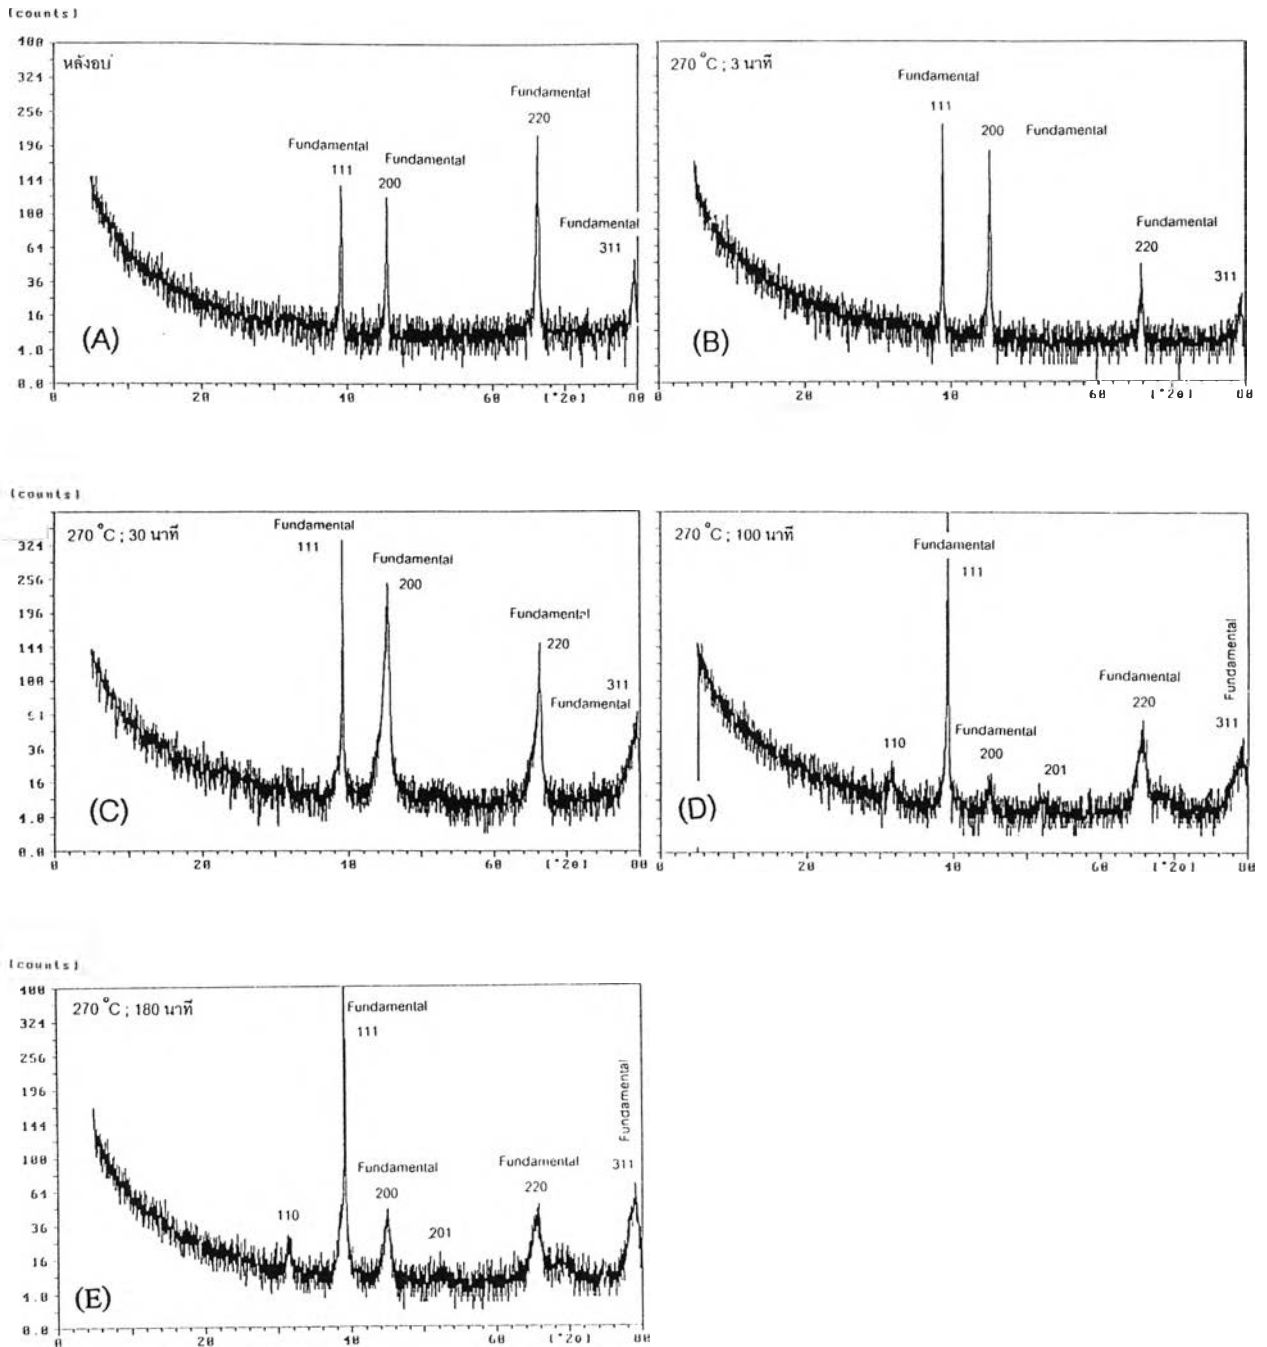 [counts]
400
324
256
196
144
100
64
36
16
4.0
0.0
หลังอบ
Fundamental
111
Fundamental
200
Fundamental
220
Fundamental
311
(A)
0
20
40
60
[°2θ]
80
270 °C ; 3 นาที
Fundamental
111
200
Fundamental
Fundamental
220
311
(B)
0
20
40
60
[°2θ]
80
[counts]
324
256
196
144
100
64
36
16
4.0
0.0
270 °C ; 30 นาที
Fundamental
111
Fundamental
200
Fundamental
220
311
Fundamental
(C)
0
20
40
60
[°2θ]
80
270 °C ; 100 นาที
Fundamental
111
110
Fundamental
200
201
Fundamental
220
Fundamental
311
(D)
0
20
40
60
[°2θ]
80
[counts]
400
324
256
196
144
100
64
36
16
4.0
0.0
270 °C ; 180 นาที
Fundamental
111
110
Fundamental
200
201
Fundamental
220
Fundamental
311
(E)
0
20
40
60
[°2θ]
80